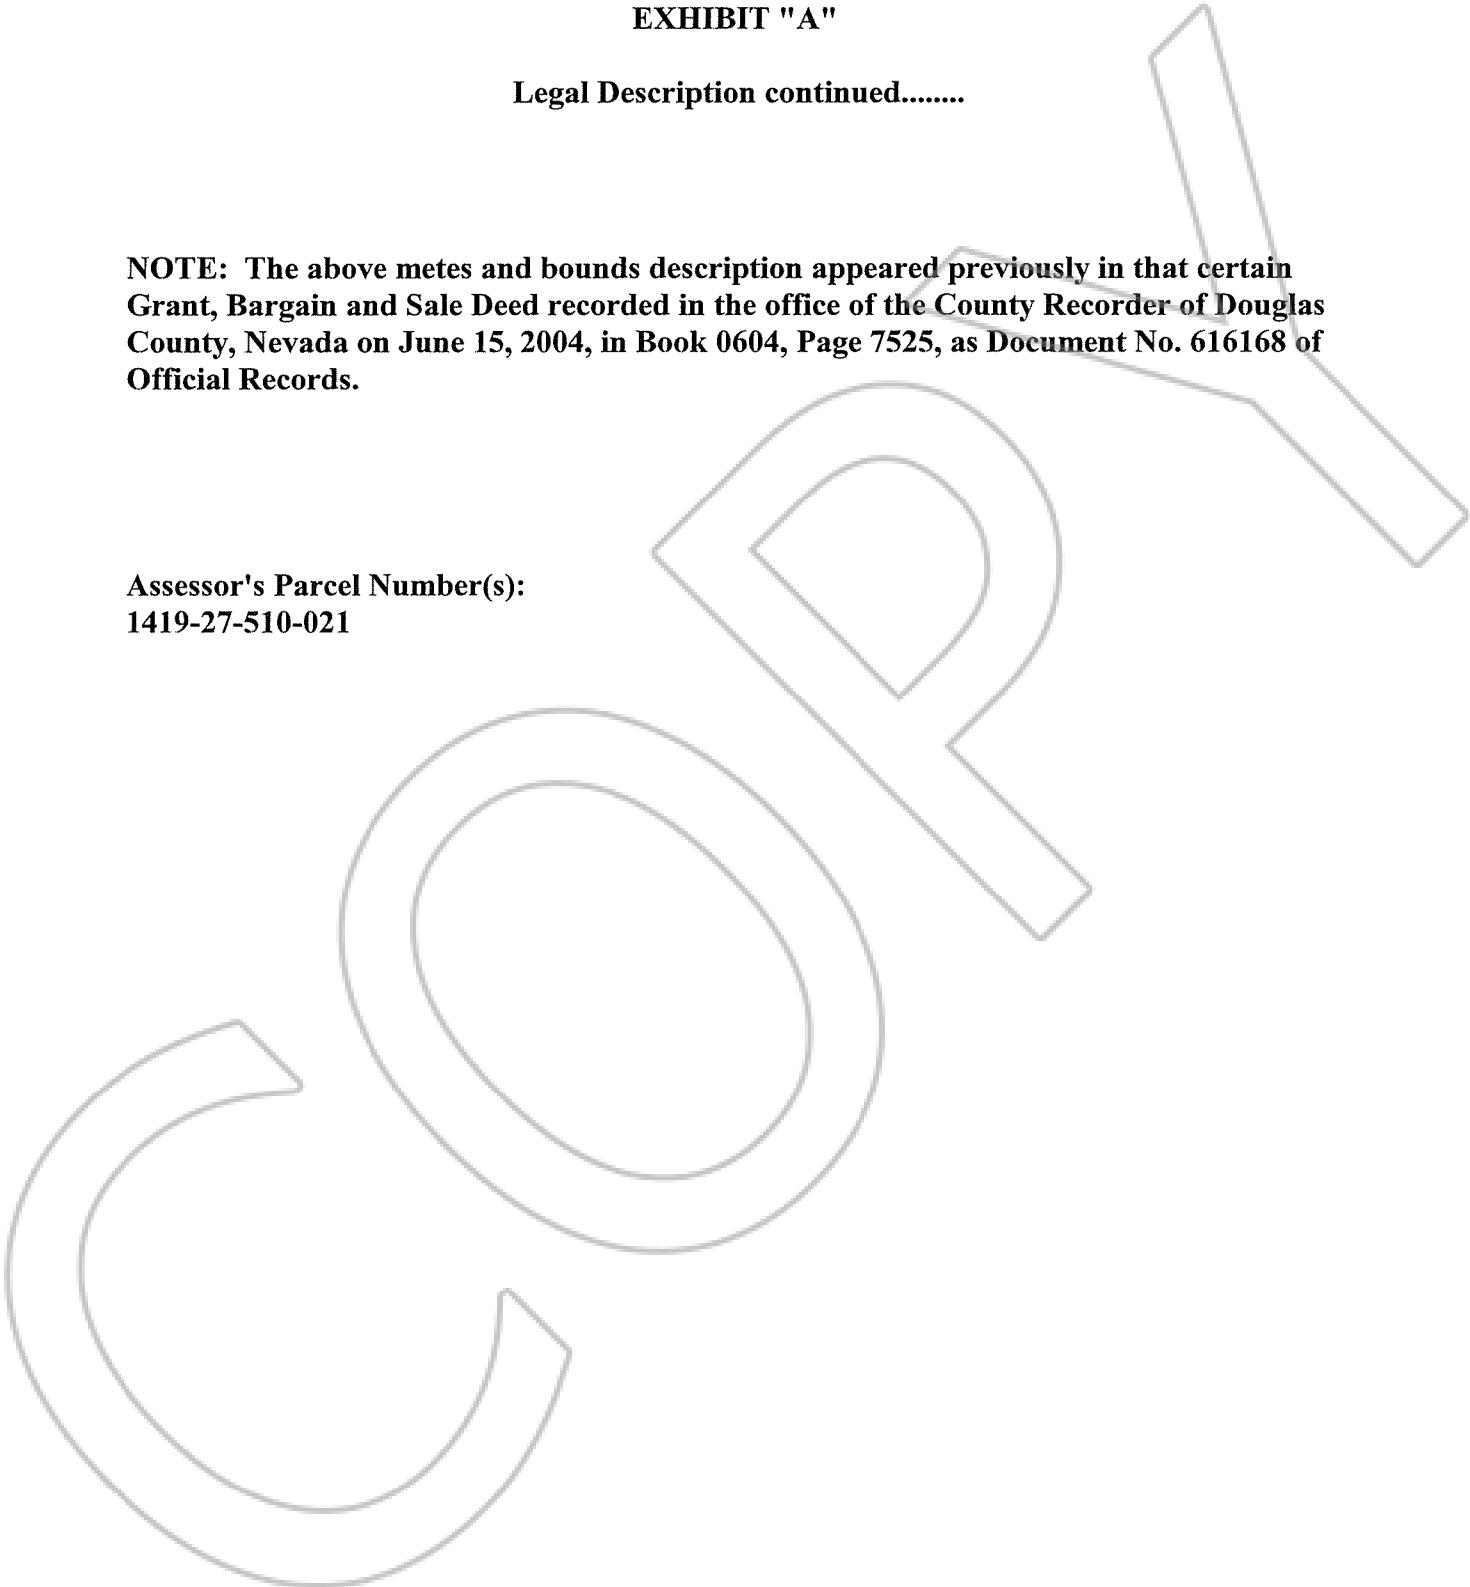 EXHIBIT "A"
Legal Description continued........
NOTE:  The above metes and bounds description appeared previously in that certain
Grant, Bargain and Sale Deed recorded in the office of the County Recorder of Douglas
County, Nevada on June 15, 2004, in Book 0604, Page 7525, as Document No. 616168 of
Official Records.
Assessor's Parcel Number(s):
1419-27-510-021
COPY